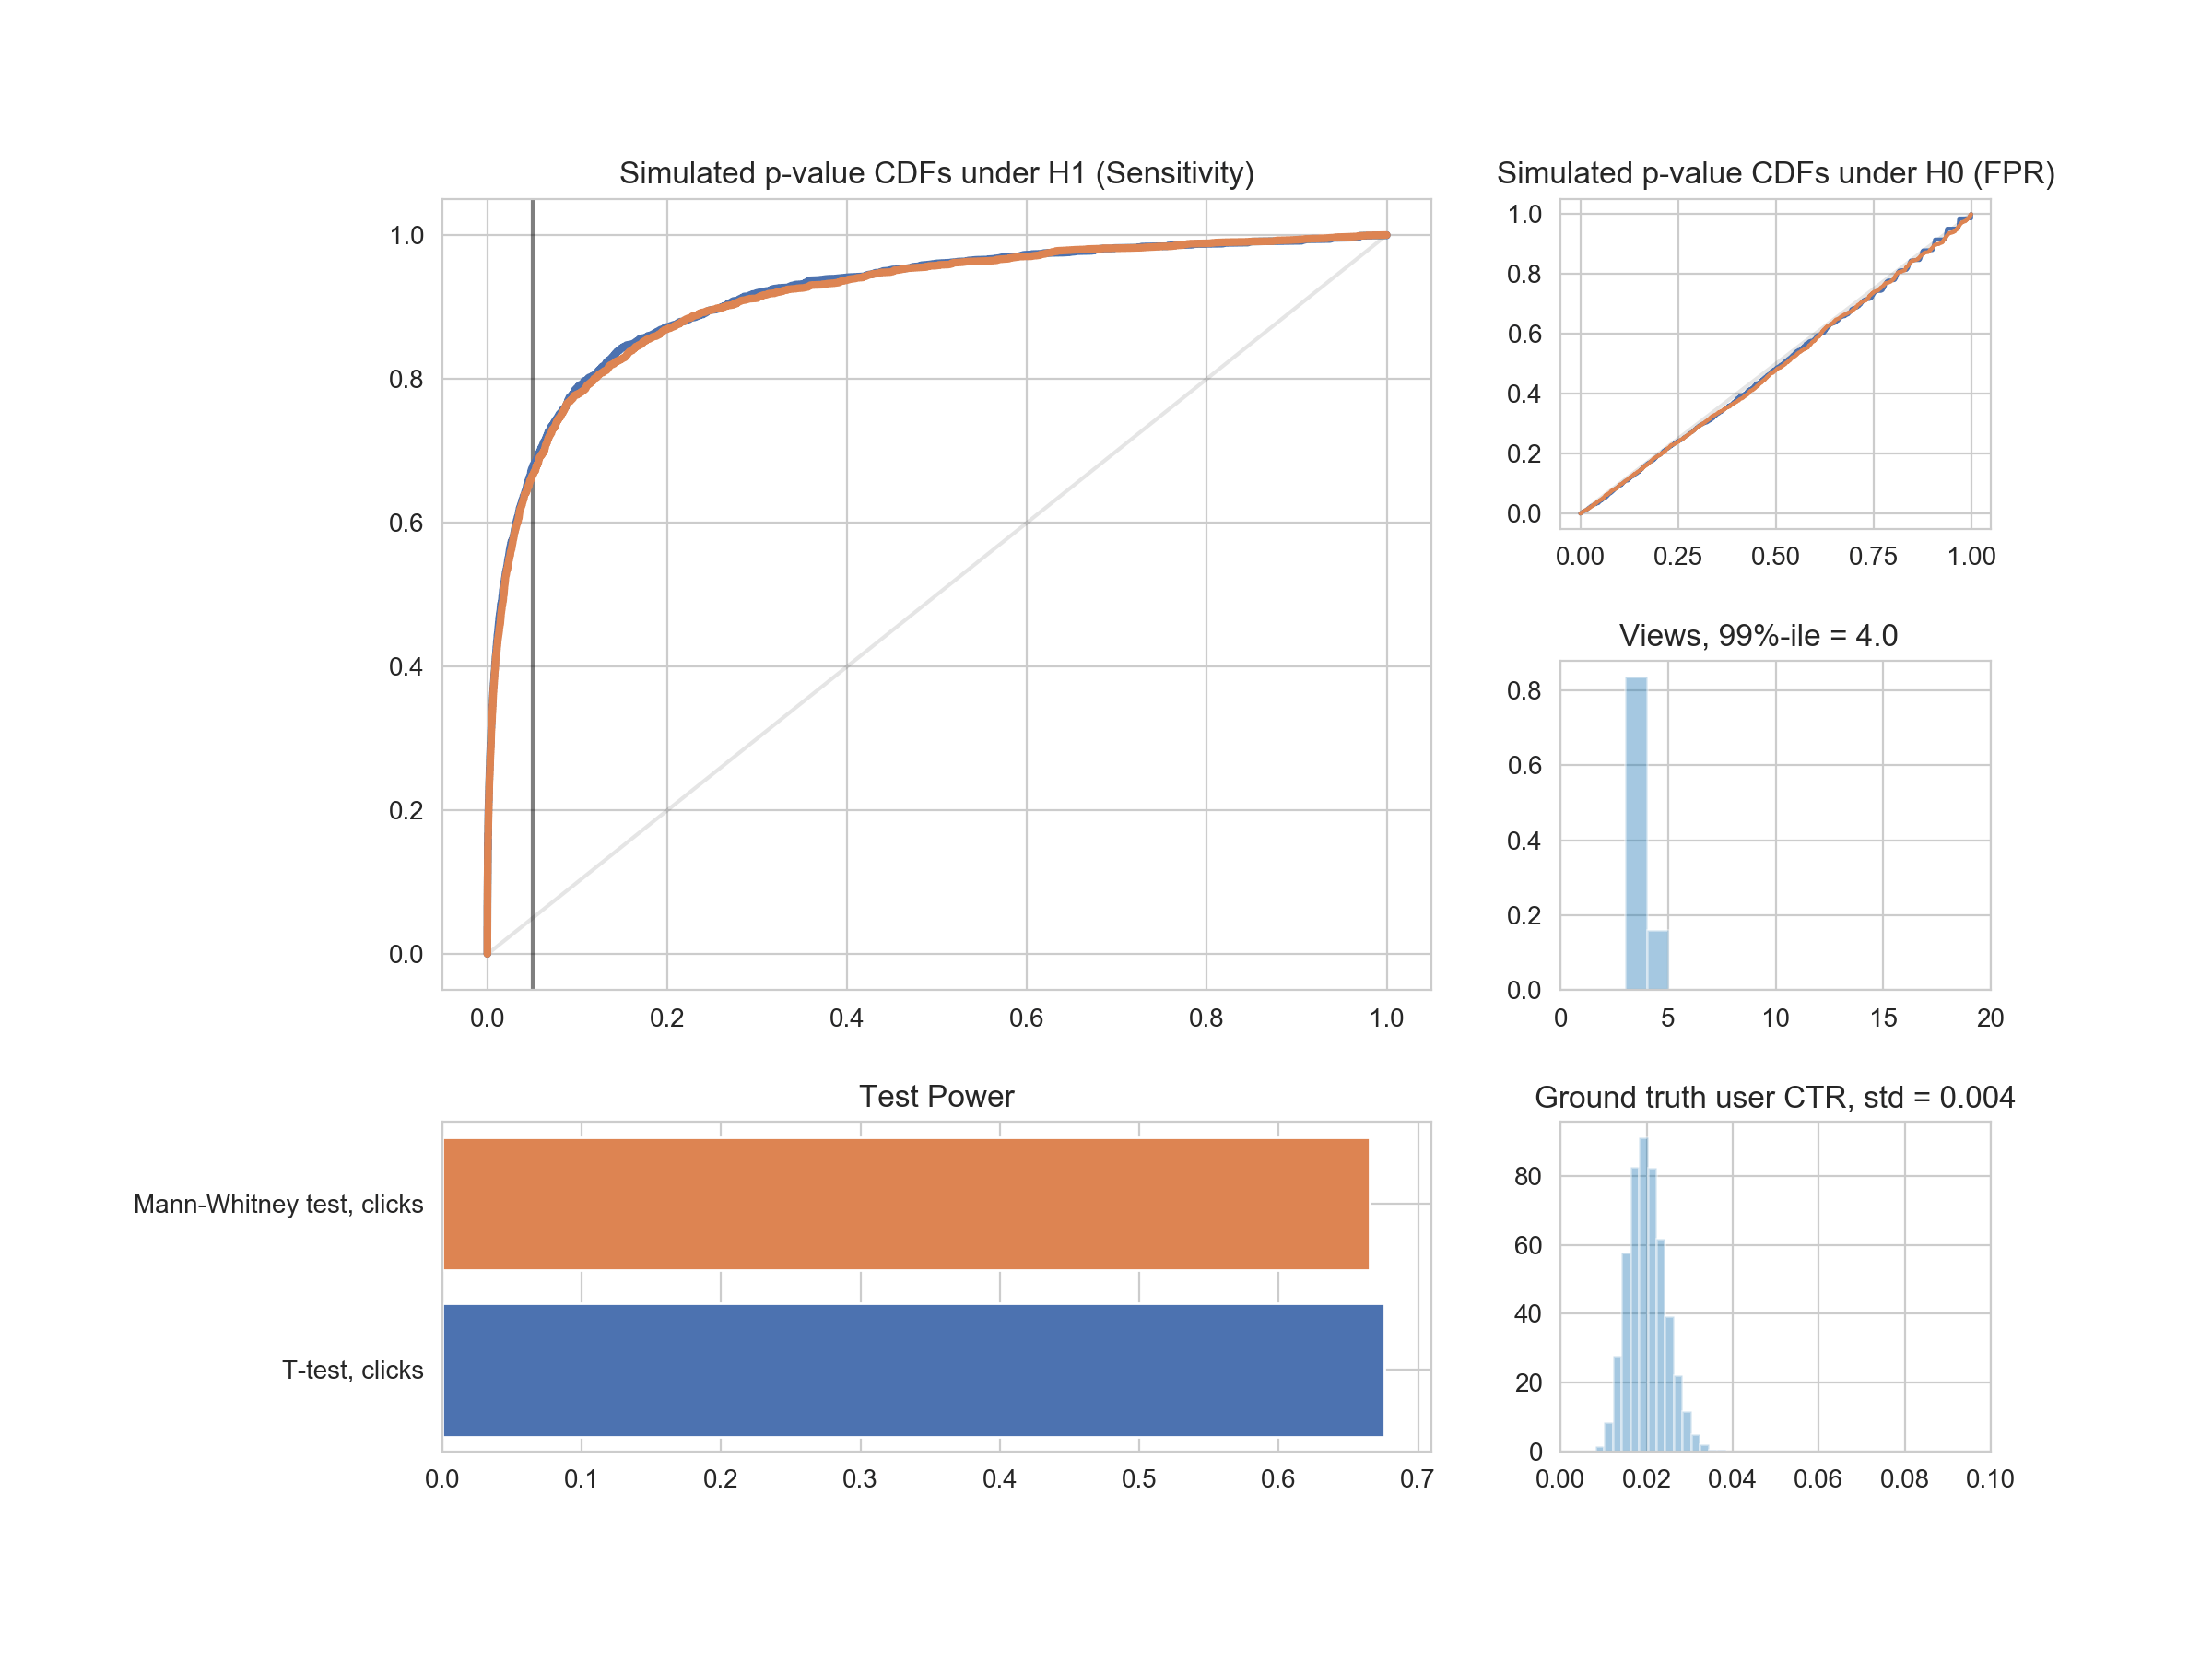 Simulated p-value CDFs under H1 (Sensitivity)
1.0
0.8
0.6
0.4
0.2
0.0
0.0 0.2 0.4 0.6 0.8 1.0
Simulated p-value CDFs under H0 (FPR)
1.0
0.8
0.6
0.4
0.2
0.0
0.00 0.25 0.50 0.75 1.00
Views, 99%-ile = 4.0
0.8
0.6
0.4
0.2
0.0
0 5 10 15 20
Test Power
Mann-Whitney test, clicks
T-test, clicks
0.0 0.1 0.2 0.3 0.4 0.5 0.6 0.7
Ground truth user CTR, std = 0.004
80
60
40
20
0
0.00 0.02 0.04 0.06 0.08 0.10